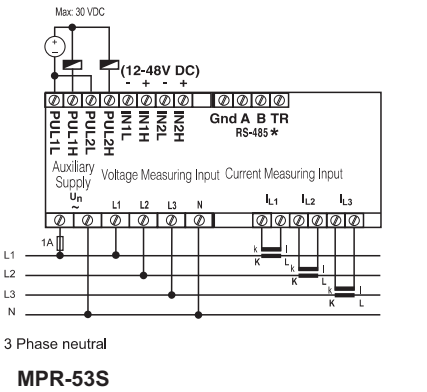 Max: 30 VDC
+
-
(12-48V DC)
- + - +
PUL1L PUL1H PUL2L PUL2H IN1L IN1H IN2L IN2H
Gnd A B TR
RS-485 *
Auxiliary Supply
Voltage Measuring Input
Current Measuring Input
Un
~
L1 L2 L3 N
IL1 IL2 IL3
1A
L1
k l
K L
L2
k l
K L
L3
k l
K L
N
3 Phase neutral
MPR-53S